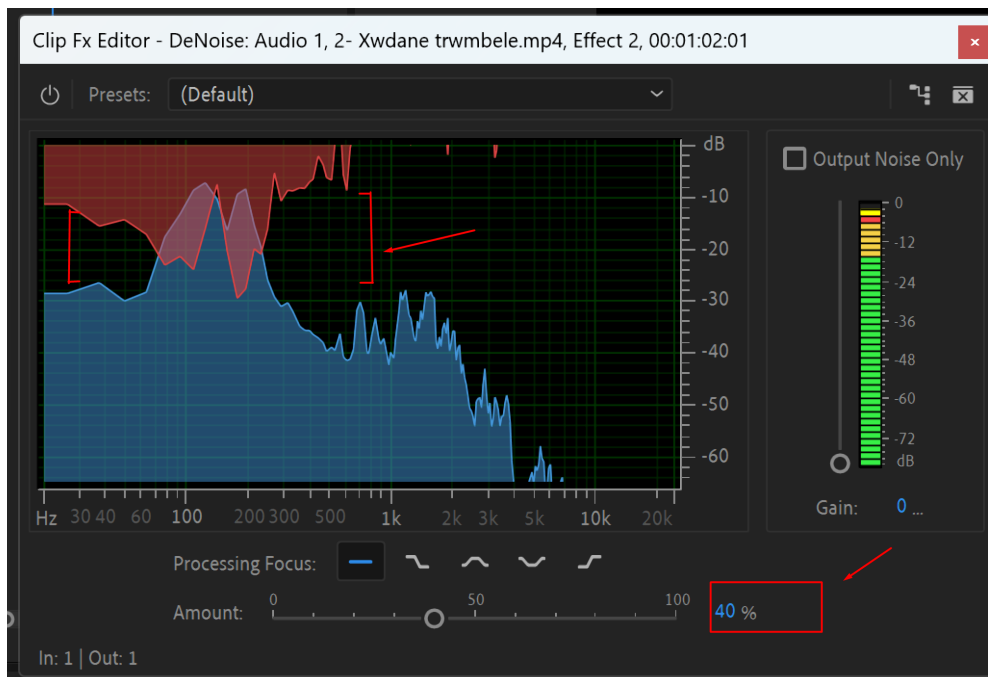 Clip Fx Editor - DeNoise: Audio 1, 2- Xwdane trwmbele.mp4, Effect 2, 00:01:02:01
Presets: (Default)
dB
-10
-20
-30
-40
-50
-60
Hz 30 40 60 100 200 300 500 1k 2k 3k 5k 10k 20k
Output Noise Only
0
-12
-24
-36
-48
-60
-72
dB
Gain: 0 ...
Processing Focus:
Amount: 0 50 100 40 %
In: 1 | Out: 1